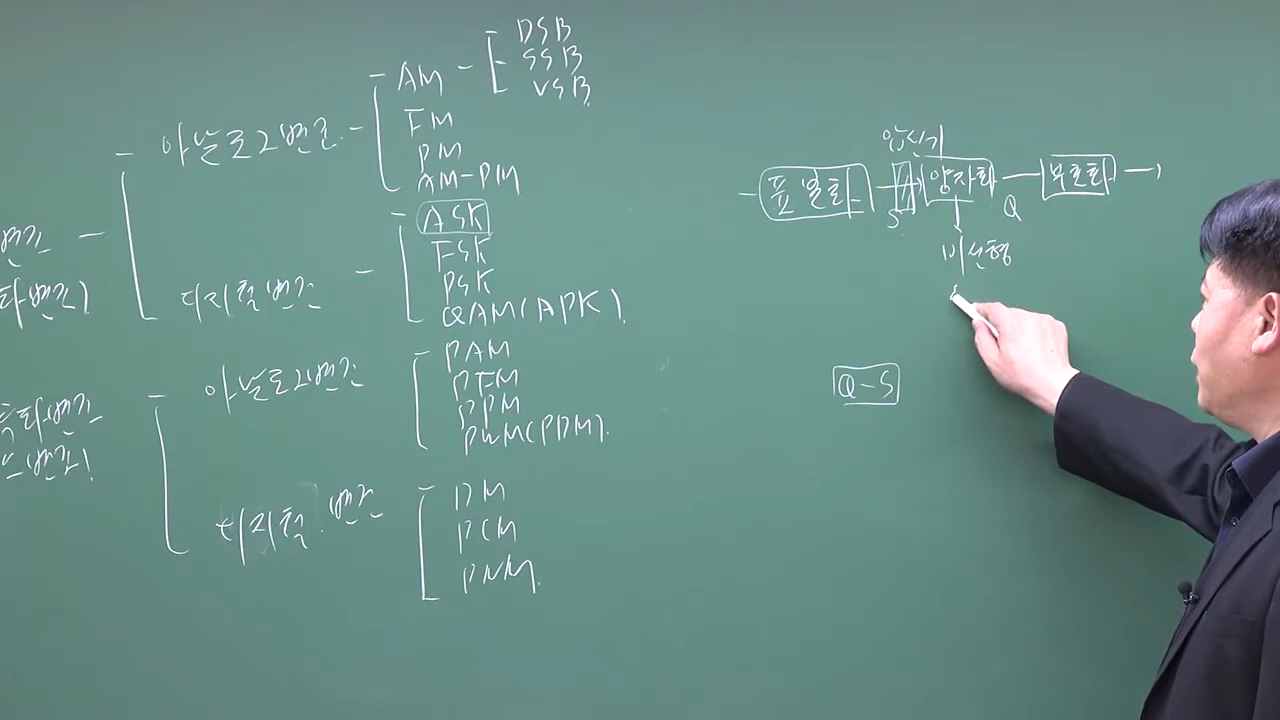 DSB
AM - SSB
VSB
아날로그변조 - FM
PM
AM-PM
ASK
FSK
디지털변조 - PSK
QAM(APK).
PAM
아날로그변조 PFM
PPM
PWM(PDM).
디지털.변조 DM
PCM
PNM.
압신기
표본화 양자화 부호화
S Q
비선형
Q-S